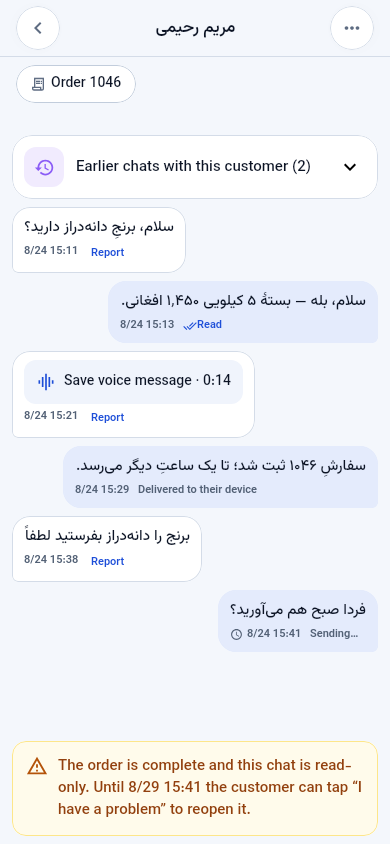 مریم رحیمی
Order 1046
Earlier chats with this customer (2)
سلام، برنجِ دانه‌دراز دارید؟
8/24 15:11 Report
سلام، بله — بستهٔ ۵ کیلویی ۱,۴۵۰ افغانی.
8/24 15:13 Read
Save voice message · 0:14
8/24 15:21 Report
سفارشِ ۱۰۴۶ ثبت شد؛ تا یک ساعتِ دیگر می‌رسد.
8/24 15:29 Delivered to their device
برنج را دانه‌دراز بفرستید لطفاً
8/24 15:38 Report
فردا صبح هم می‌آورید؟
8/24 15:41 Sending…
The order is complete and this chat is read-
only. Until 8/29 15:41 the customer can tap “I
have a problem” to reopen it.